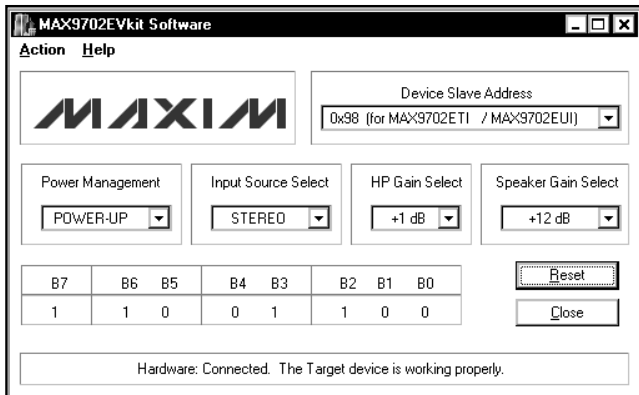 MAX9702EVkit Software
Action Help
MAXIM
Device Slave Address
0x98 (for MAX9702ETI / MAX9702EUI)
Power Management
POWER-UP
Input Source Select
STEREO
HP Gain Select
+1 dB
Speaker Gain Select
+12 dB
B7 B6 B5 B4 B3 B2 B1 B0
1 1 0 0 1 1 0 0
Reset
Close
Hardware: Connected. The Target device is working properly.